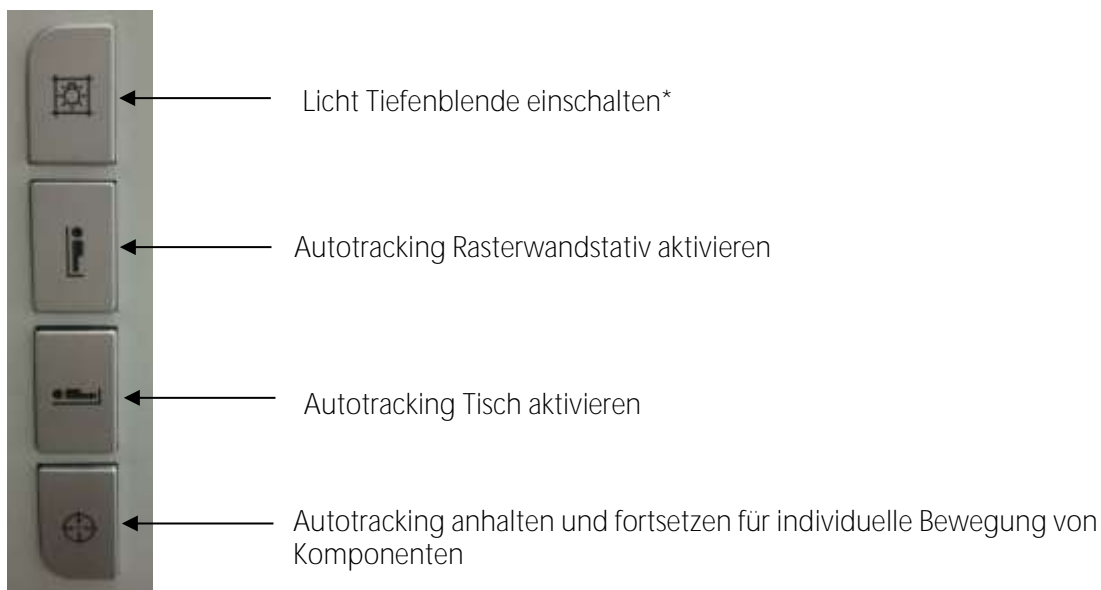 Licht Tiefenblende einschalten*
Autotracking Rasterwandstativ aktivieren
Autotracking Tisch aktivieren
Autotracking anhalten und fortsetzen für individuelle Bewegung von
Komponenten